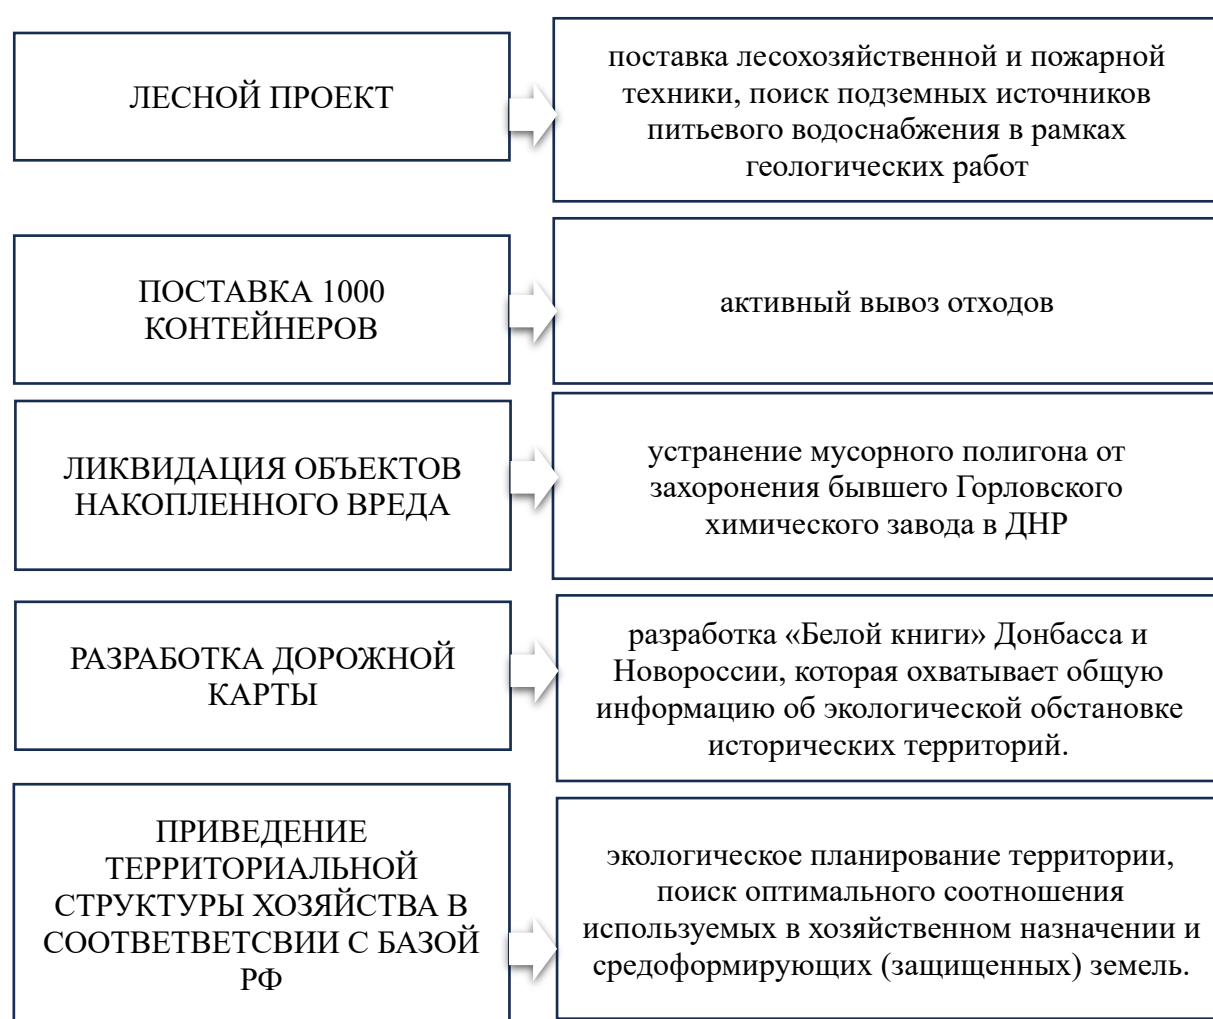 ЛЕСНОЙ ПРОЕКТ
поставка лесохозяйственной и пожарной
техники, поиск подземных источников
питьевого водоснабжения в рамках
геологических работ
ПОСТАВКА 1000
КОНТЕЙНЕРОВ
активный вывоз отходов
ЛИКВИДАЦИЯ ОБЪЕКТОВ
НАКОПЛЕННОГО ВРЕДА
устранение мусорного полигона от
захоронения бывшего Горловского
химического завода в ДНР
РАЗРАБОТКА ДОРОЖНОЙ
КАРТЫ
разработка «Белой книги» Донбасса и
Новороссии, которая охватывает общую
информацию об экологической обстановке
исторических территорий.
ПРИВЕДЕНИЕ
ТЕРРИТОРИАЛЬНОЙ
СТРУКТУРЫ ХОЗЯЙСТВА В
СООТВЕТВЕТСВИИ С БАЗОЙ
РФ
экологическое планирование территории,
поиск оптимального соотношения
используемых в хозяйственном назначении и
средоформирующих (защищенных) земель.